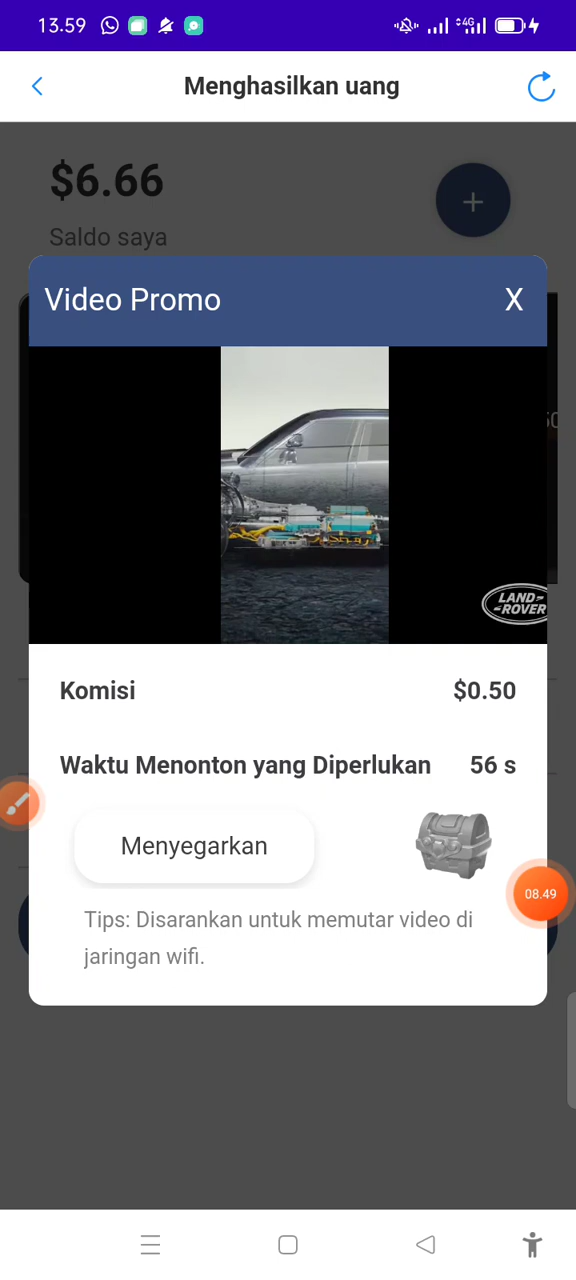 13.59
4G
Menghasilkan uang
$6.66
+
Saldo saya
Video Promo
X
LAND-
-ROVER
Komisi
$0.50
Waktu Menonton yang Diperlukan
56 s
Menyegarkan
08.49
Tips: Disarankan untuk memutar video di
jaringan wifi.